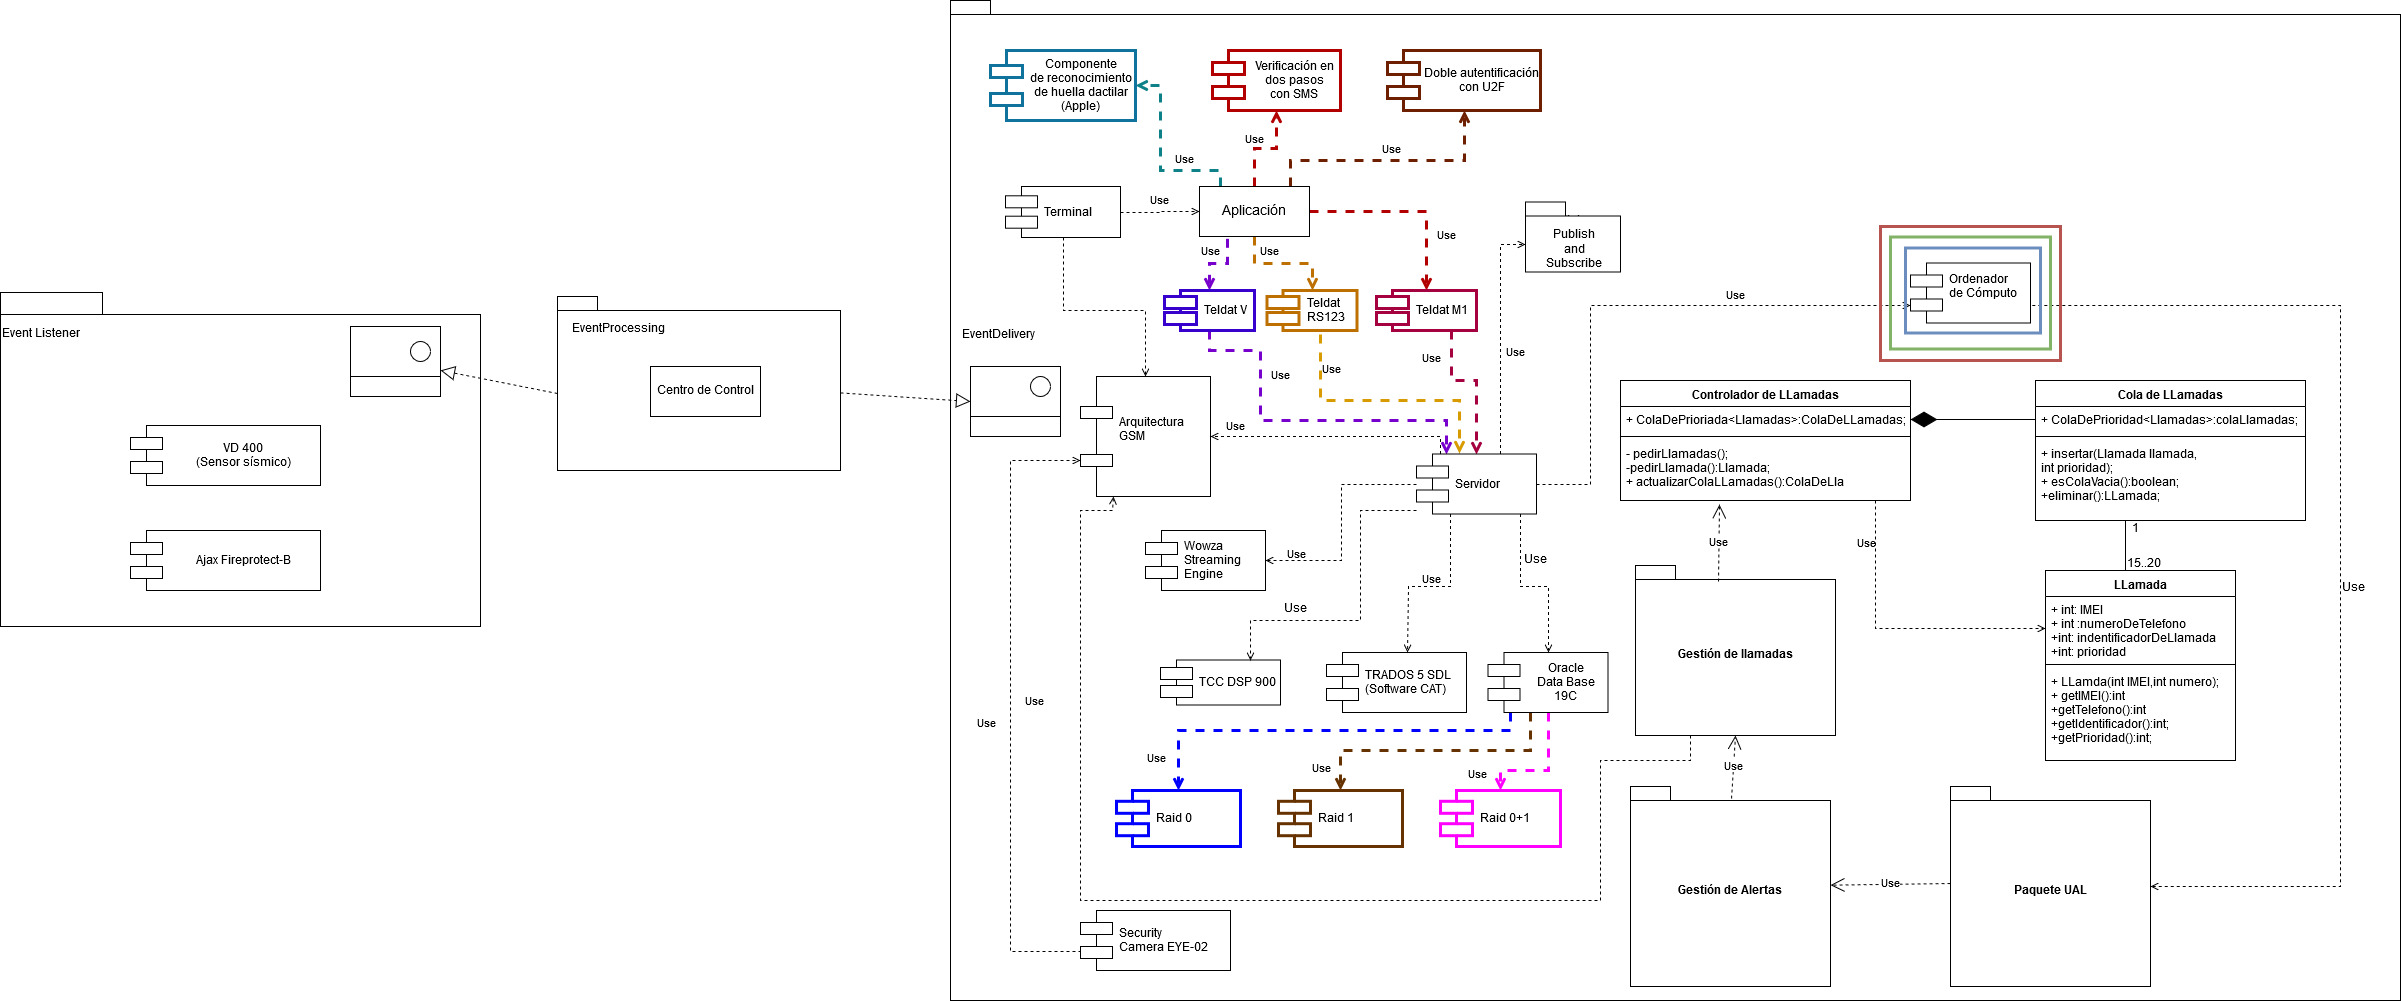 Event Listener
VD 400
(Sensor sísmico)
Ajax Fireprotect-B
EventProcessing
Centro de Control
EventDelivery
Componente
de reconocimiento
de huella dactilar
(Apple)
Verificación en
dos pasos
con SMS
Doble autentificación
con U2F
Use
Use
Use
Terminal
Use
Aplicación
Use
Use
Use
Teldat V
Teldat
RS123
Teldat M1
Use
Use
Use
Publish
and
Subscribe
Use
Use
Ordenador
de Cómputo
Arquitectura
GSM
Use
Servidor
Controlador de LLamadas
+ ColaDePrioriada<Llamadas>:ColaDeLLamadas;
- pedirLlamadas();
-pedirLlamada():Llamada;
+ actualizarColaLLamadas():ColaDeLla
Cola de LLamadas
+ ColaDePrioridad<Llamadas>:colaLlamadas;
+ insertar(Llamada llamada,
int prioridad);
+ esColaVacia():boolean;
+eliminar():LLamada;
1
15..20
Use
Use
Use
Wowza
Streaming
Engine
Use
Use
Use
Use
LLamada
+ int: IMEI
+ int :numeroDeTelefono
+int: indentificadorDeLlamada
+int: prioridad
+ LLamda(int IMEI,int numero);
+ getIMEI():int
+getTelefono():int
+getIdentificador():int;
+getPrioridad():int;
Gestión de llamadas
TCC DSP 900
TRADOS 5 SDL
(Software CAT)
Oracle
Data Base
19C
Use
Use
Use
Use
Use
Use
Raid 0
Raid 1
Raid 0+1
Gestión de Alertas
Use
Paquete UAL
Security
Camera EYE-02